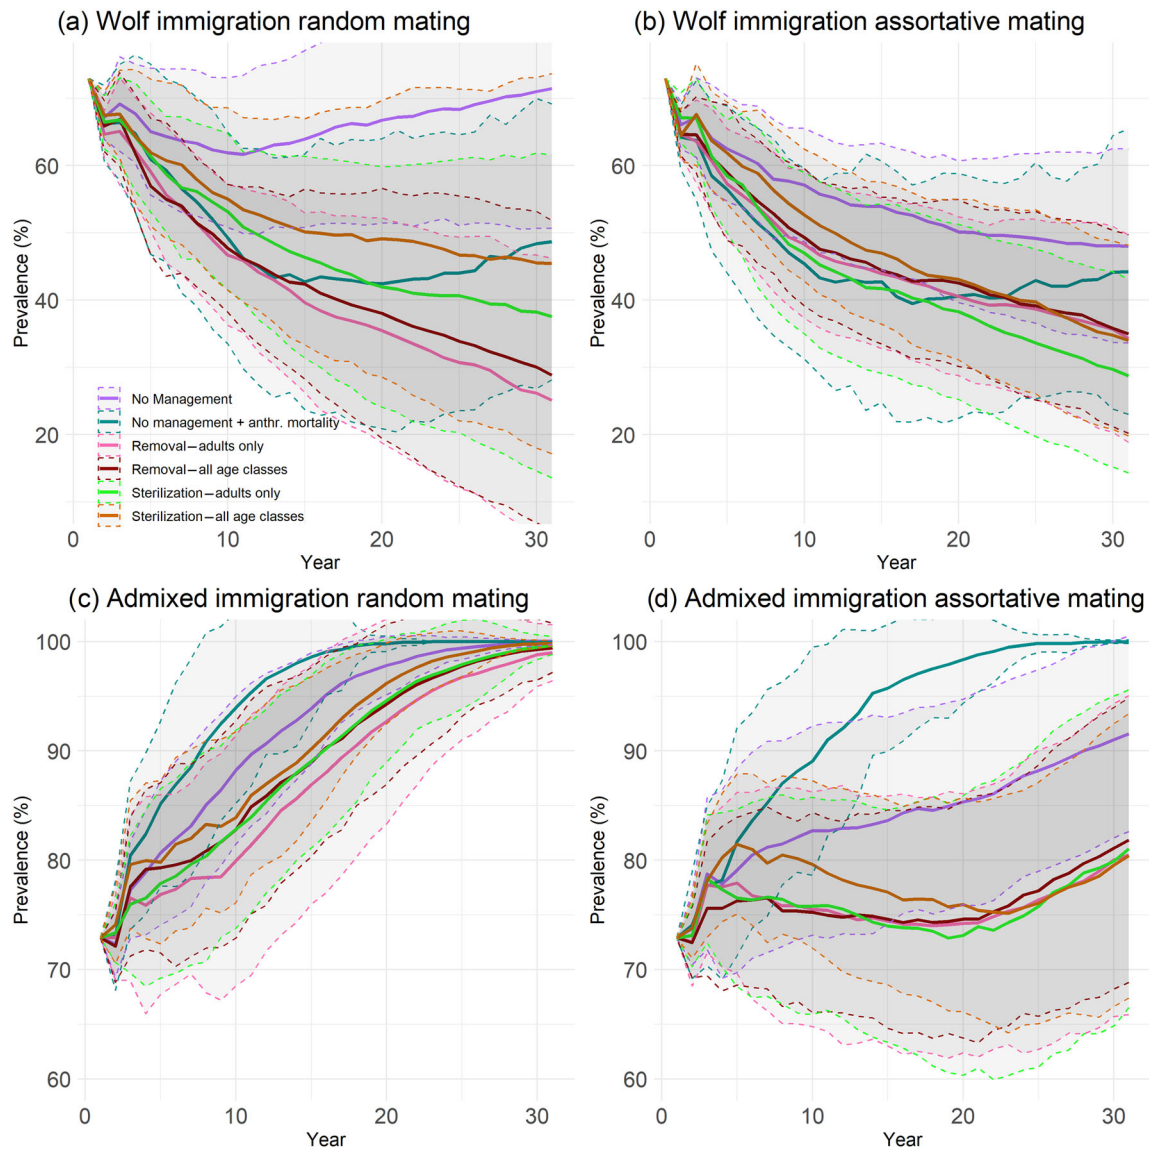 (a) Wolf immigration random mating
(b) Wolf immigration assortative mating
Prevalence (%)
60
40
20
No Management
No management + anthr. mortality
Removal−adults only
Removal−all age classes
Sterilization−adults only
Sterilization−all age classes
0 10 20 30
Year
Prevalence (%)
60
40
20
0 10 20 30
Year
(c) Admixed immigration random mating
(d) Admixed immigration assortative mating
Prevalence (%)
100
90
80
70
60
0 10 20 30
Year
Prevalence (%)
100
90
80
70
60
0 10 20 30
Year